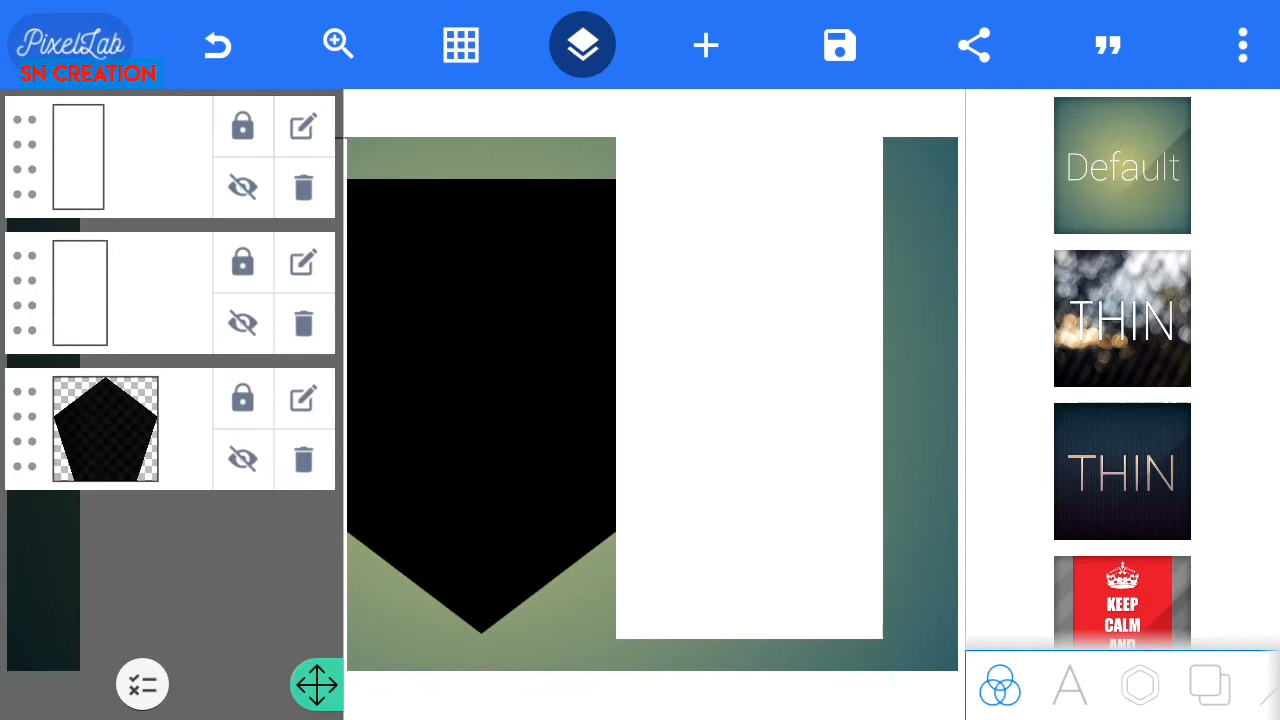 PixelLab
SN CREATION
Default
THIN
THIN
KEEP
CALM
AND